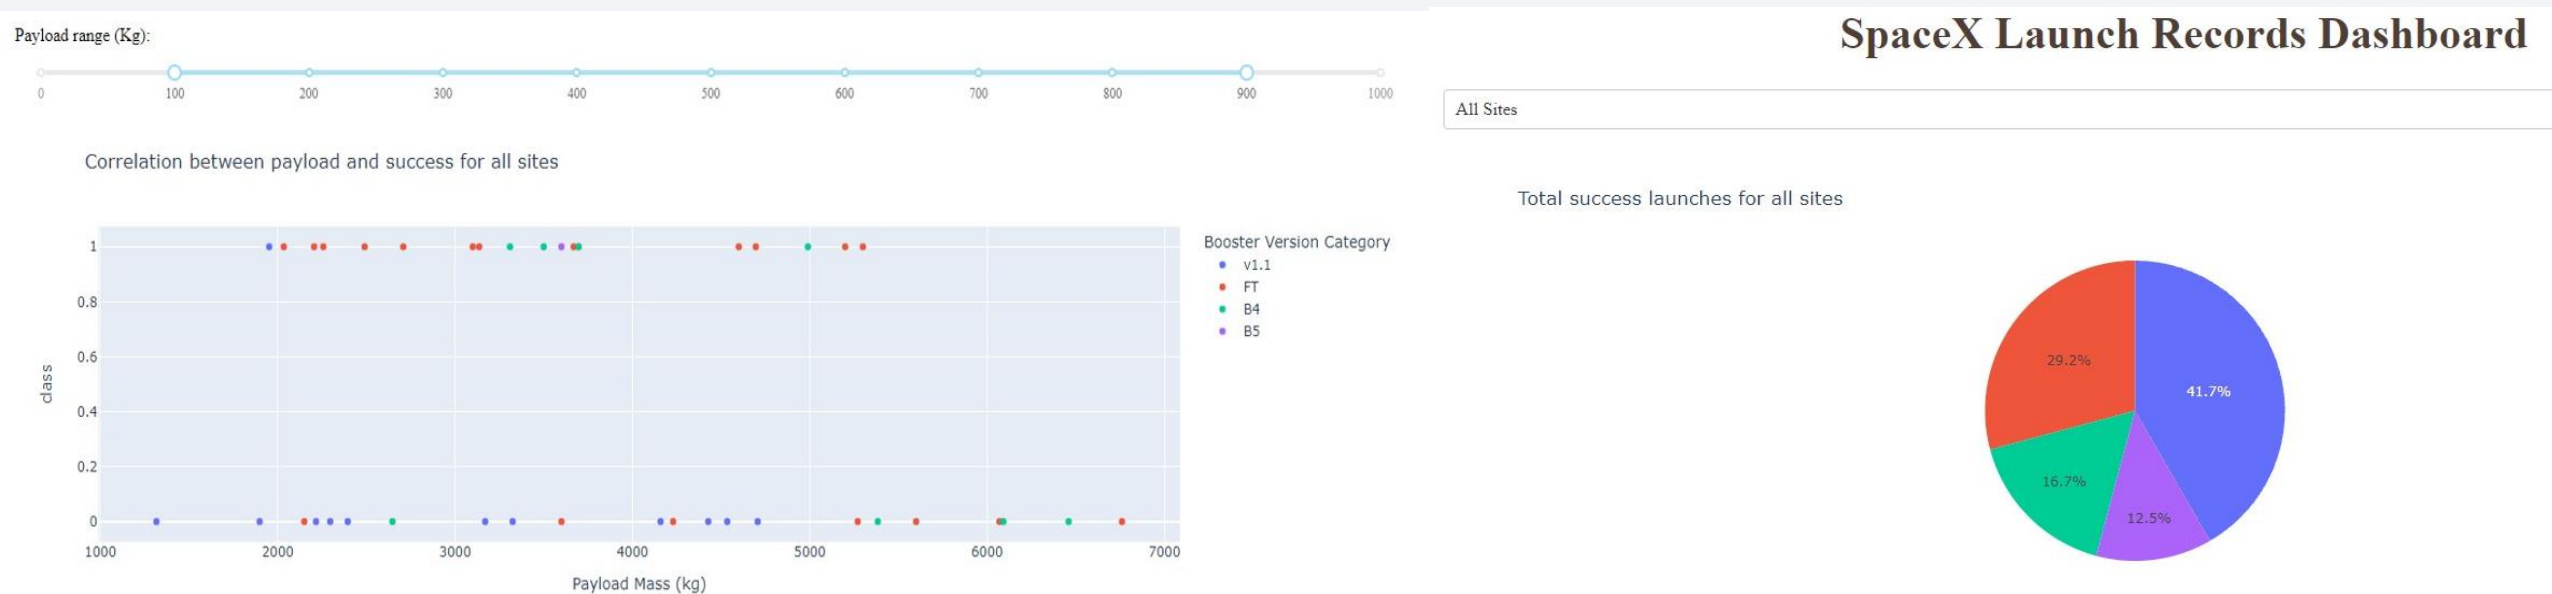 Payload range (Kg):
0 100 200 300 400 500 600 700 800 900 1000
Correlation between payload and success for all sites
1
0.8
0.6
0.4
0.2
0
class
1000 2000 3000 4000 5000 6000 7000
Payload Mass (kg)
Booster Version Category
v1.1
FT
B4
B5
SpaceX Launch Records Dashboard
All Sites
Total success launches for all sites
29.2%
41.7%
16.7%
12.5%